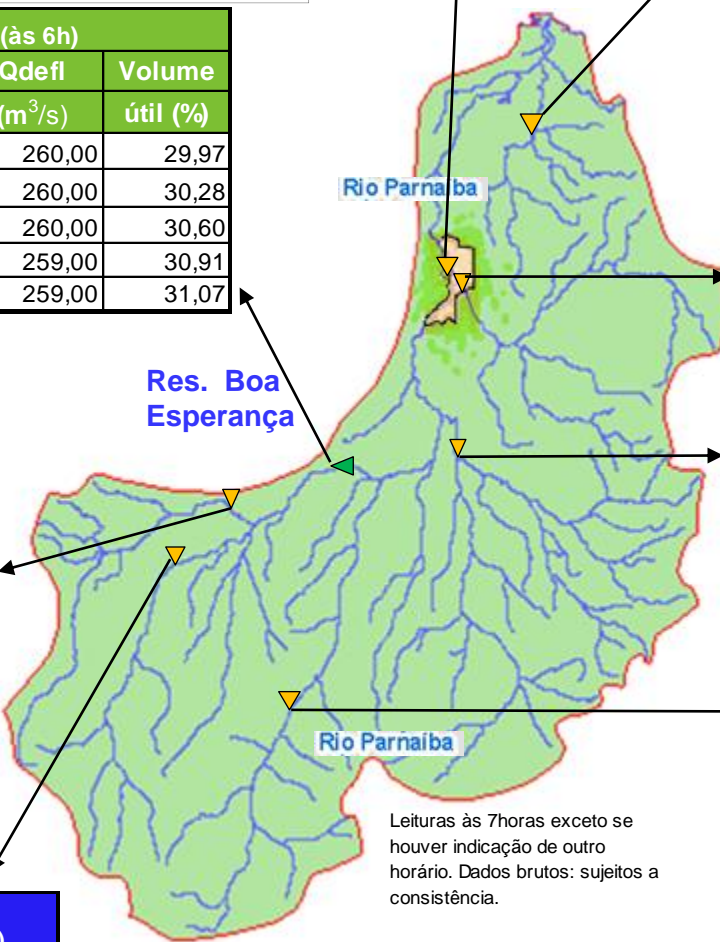 (às 6h)
Qdefl Volume
(m³/s) útil (%)
260,00 29,97
260,00 30,28
260,00 30,60
259,00 30,91
259,00 31,07
Rio Parnaíba
Res. Boa
Esperança
Rio Parnaíba
Leituras às 7horas exceto se
houver indicação de outro
horário. Dados brutos: sujeitos a
consistência.